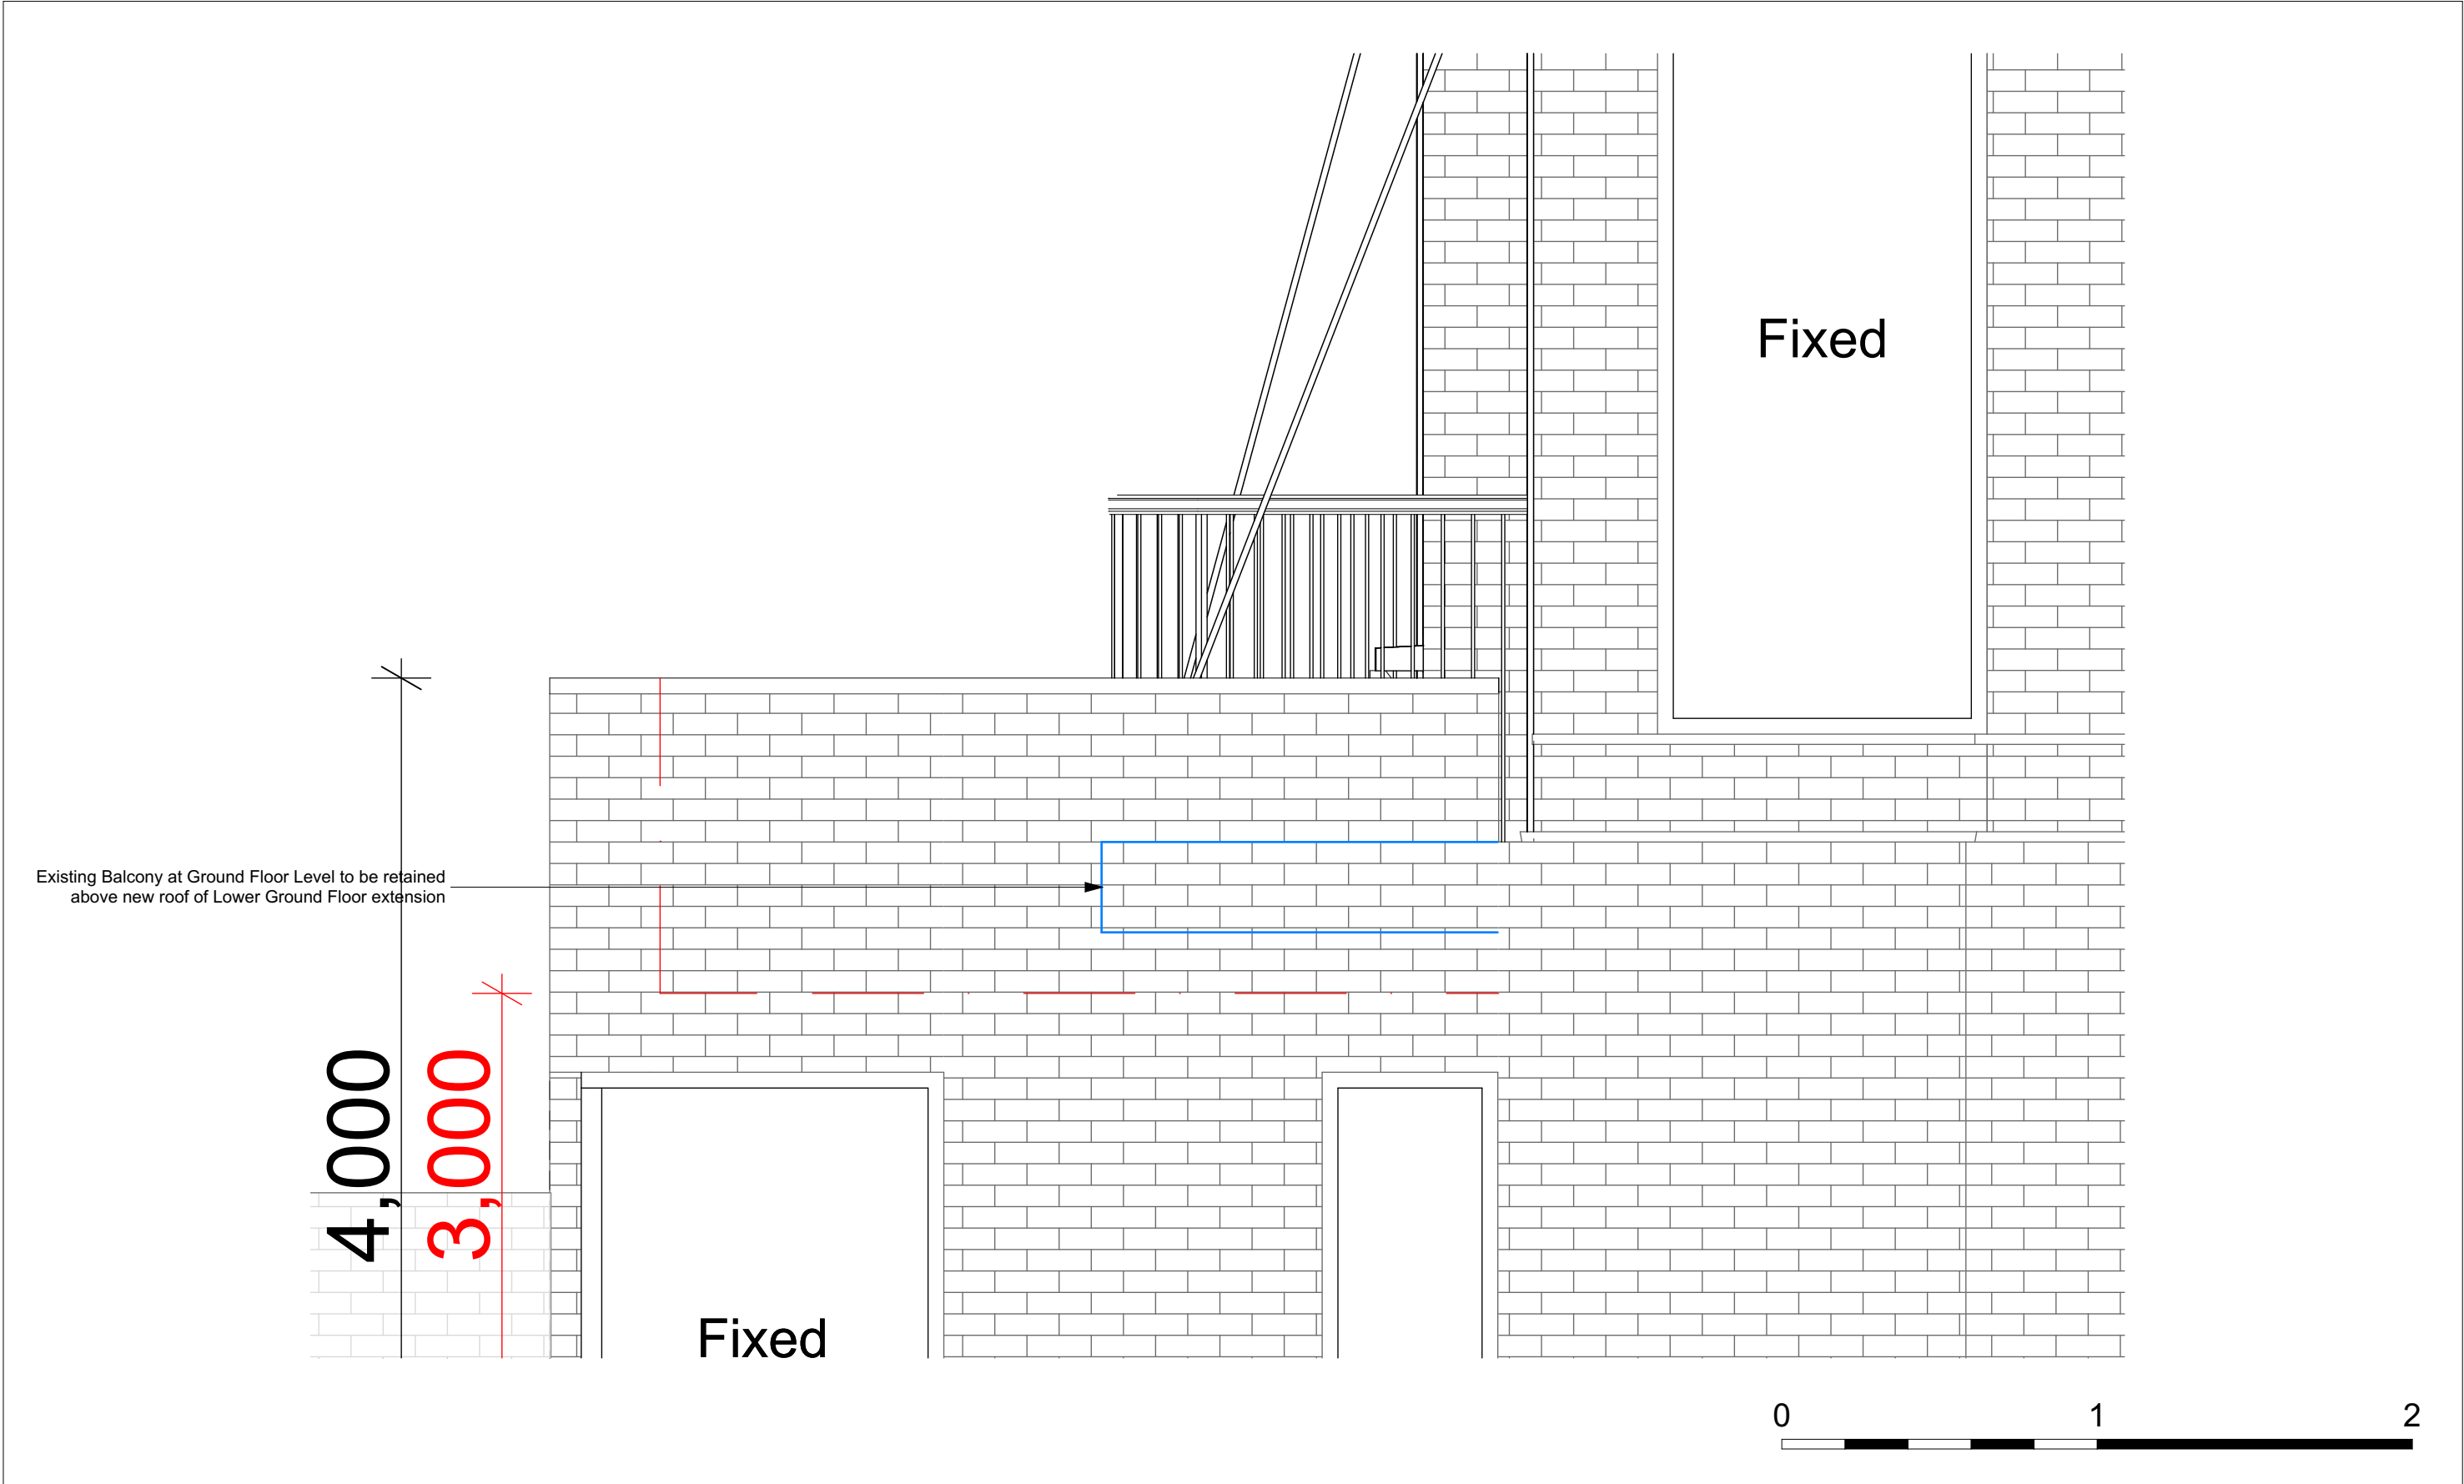 Fixed
Existing Balcony at Ground Floor Level to be retained
above new roof of Lower Ground Floor extension
4,000
3,000
Fixed
0 1 2